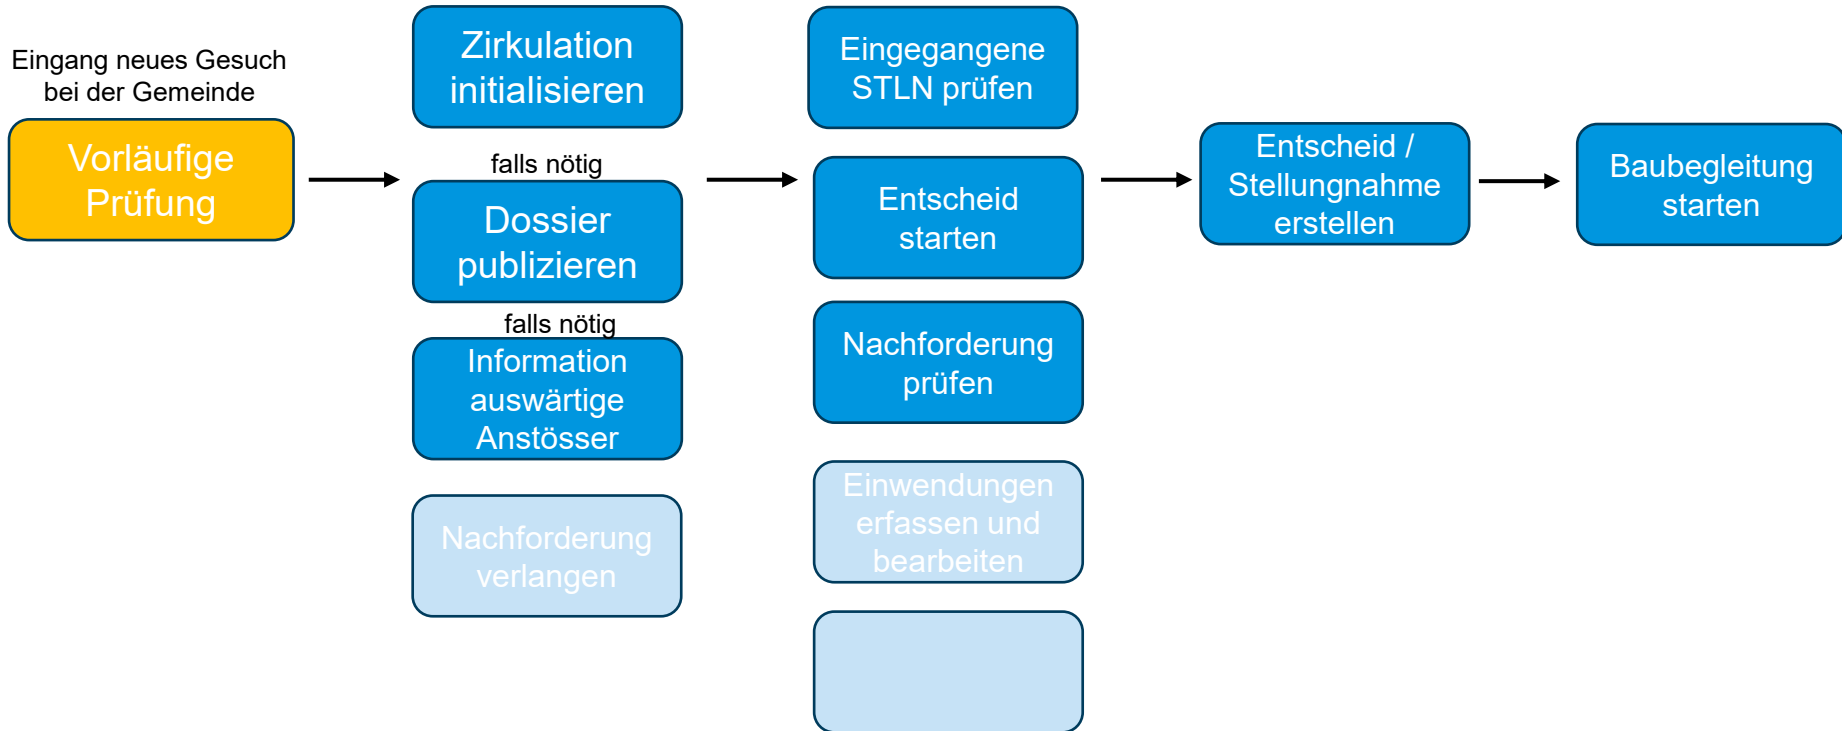 Eingang neues Gesuch
bei der Gemeinde
Vorläufige
Prüfung
Zirkulation
initialisieren
falls nötig
Dossier
publizieren
falls nötig
Information
auswärtige
Anstösser
Nachforderung
verlangen
Eingegangene
STLN prüfen
Entscheid
starten
Nachforderung
prüfen
Einwendungen
erfassen und
bearbeiten
Entscheid /
Stellungnahme
erstellen
Baubegleitung
starten